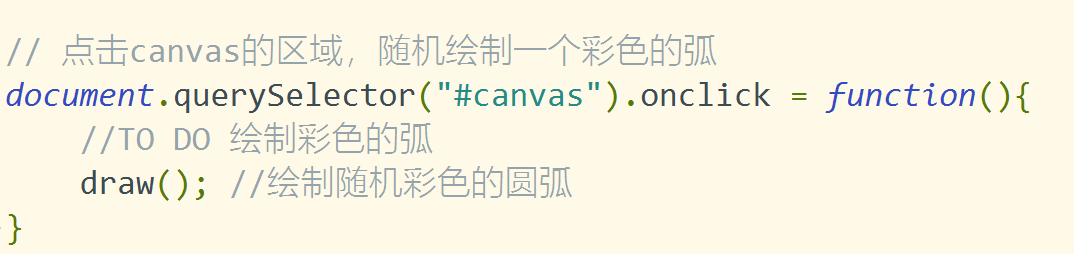 // 点击canvas的区域，随机绘制一个彩色的弧
document.querySelector("#canvas").onclick = function(){
//TO DO 绘制彩色的弧
draw(); //绘制随机彩色的圆弧
}